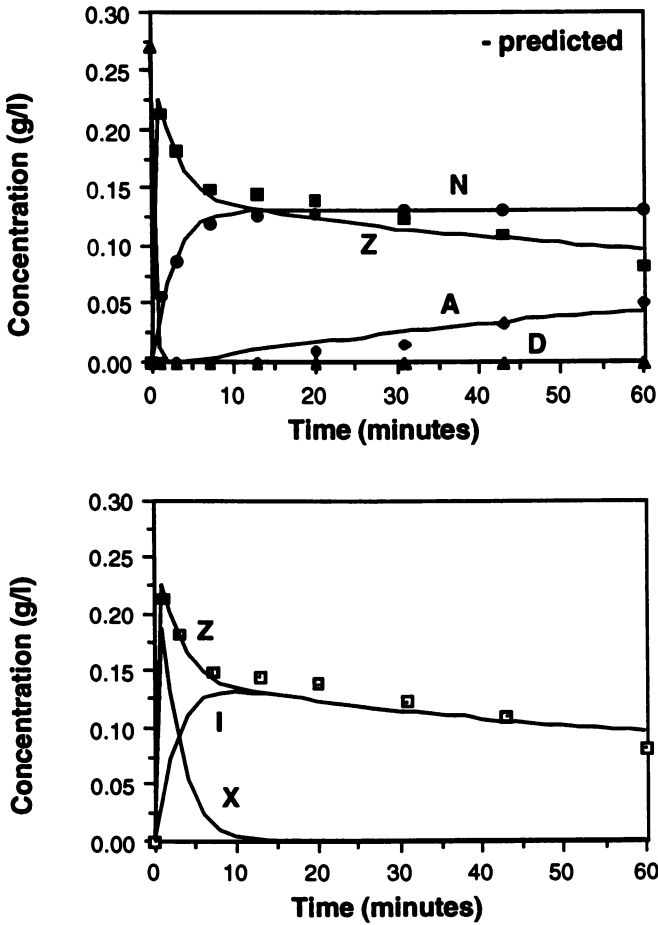 0.30
- predicted
0.25
0.20
0.15
N
0.10
Z
0.05
A
D
0.00
0 10 20 30 40 50 60
Time (minutes)
Concentration (g/l)
0.30
0.25
0.20
Z
0.15
0.10
I
0.05
X
0.00
0 10 20 30 40 50 60
Time (minutes)
Concentration (g/l)